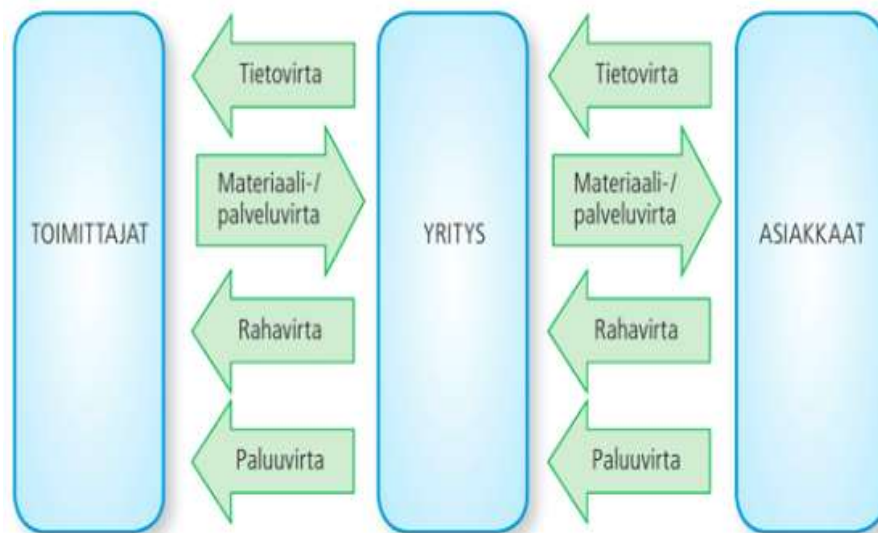 Tietovirta
Tietovirta
Materiaali-/
palveluvirta
Materiaali-/
palveluvirta
TOIMITTAJAT
YRITYS
ASIAKKAAT
Rahavirta
Rahavirta
Paluuvirta
Paluuvirta